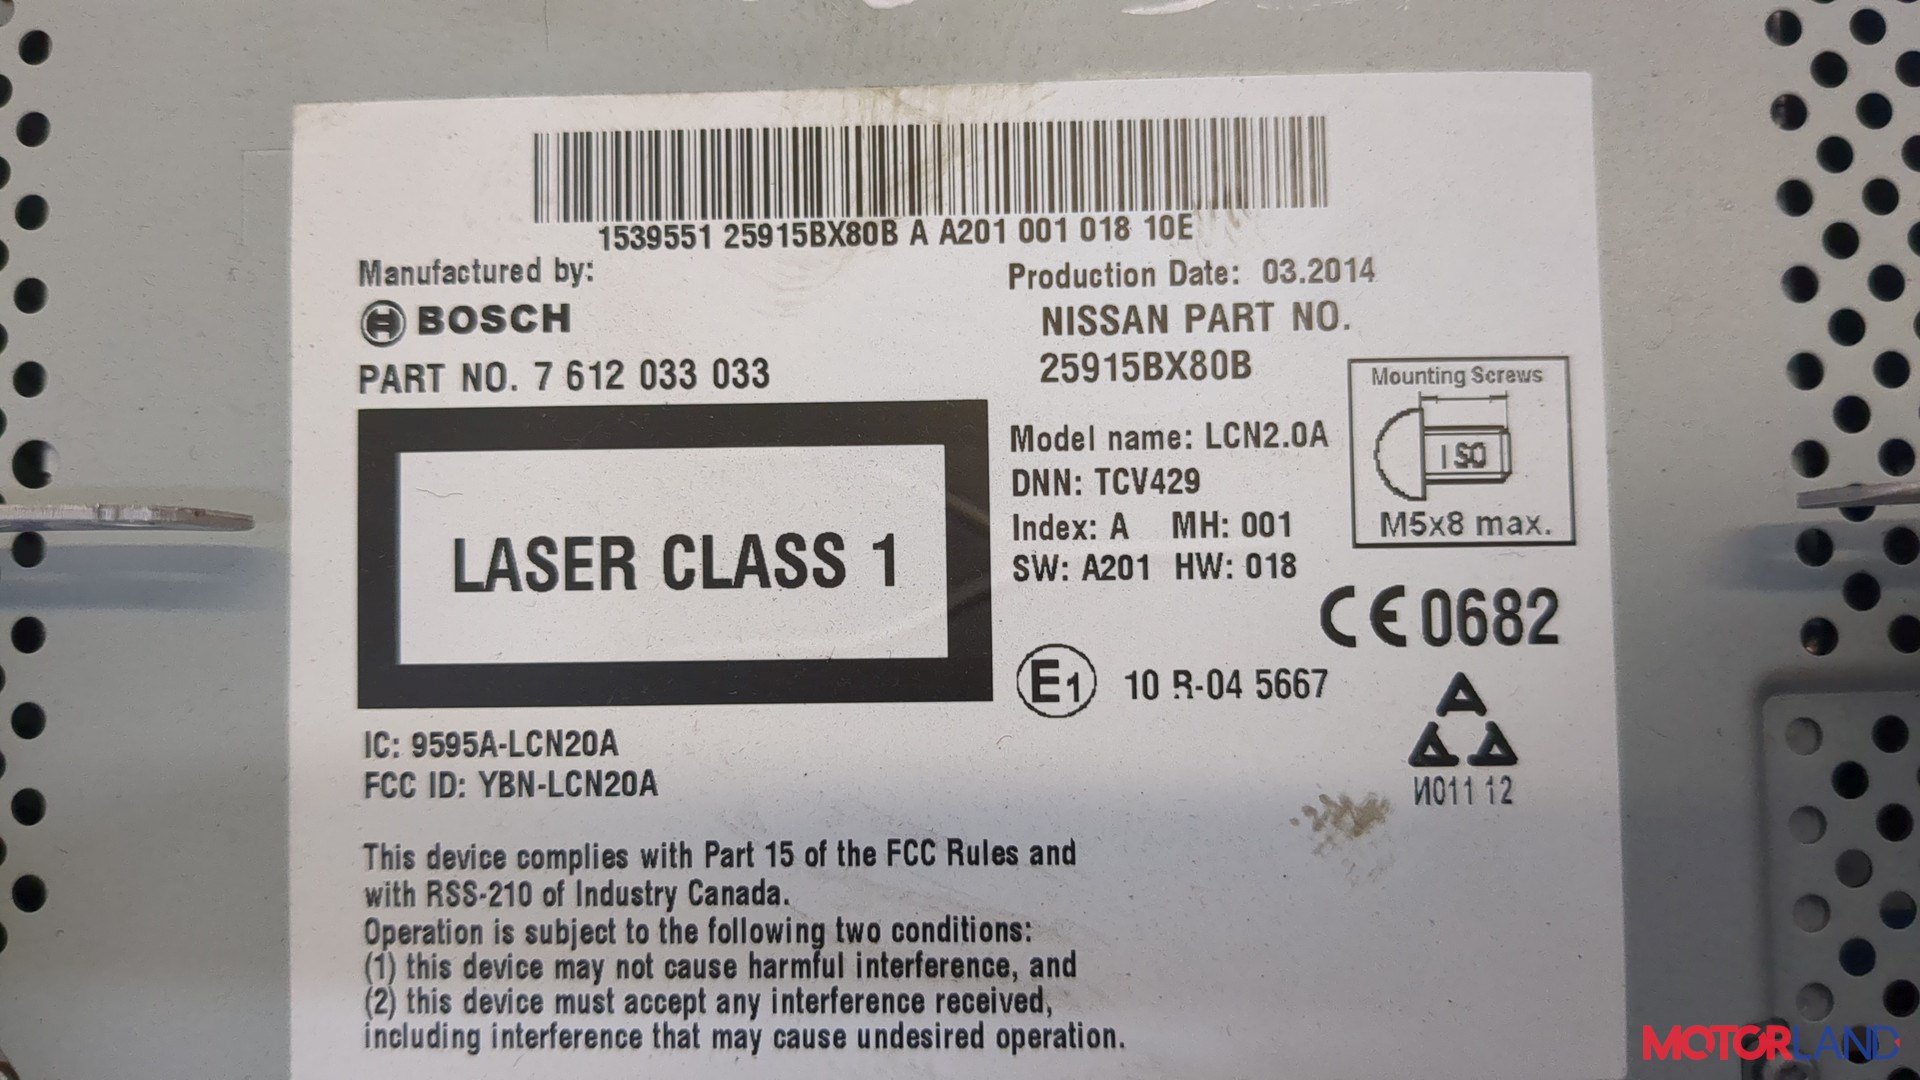 1539551 25915BX80B A A201 001 018 10E
Manufactured by:
BOSCH
PART NO. 7 612 033 033
Production Date: 03.2014
NISSAN PART NO.
25915BX80B
Mounting Screws
ISO
M5x8 max.
LASER CLASS 1
Model name: LCN2.0A
DNN: TCV429
Index: A MH: 001
SW: A201 HW: 018
CE 0682
E1 10 R-04 5667
И011 12
IC: 9595A-LCN20A
FCC ID: YBN-LCN20A
This device complies with Part 15 of the FCC Rules and
with RSS-210 of Industry Canada.
Operation is subject to the following two conditions:
(1) this device may not cause harmful interference, and
(2) this device must accept any interference received,
including interference that may cause undesired operation.
MOTORLAND